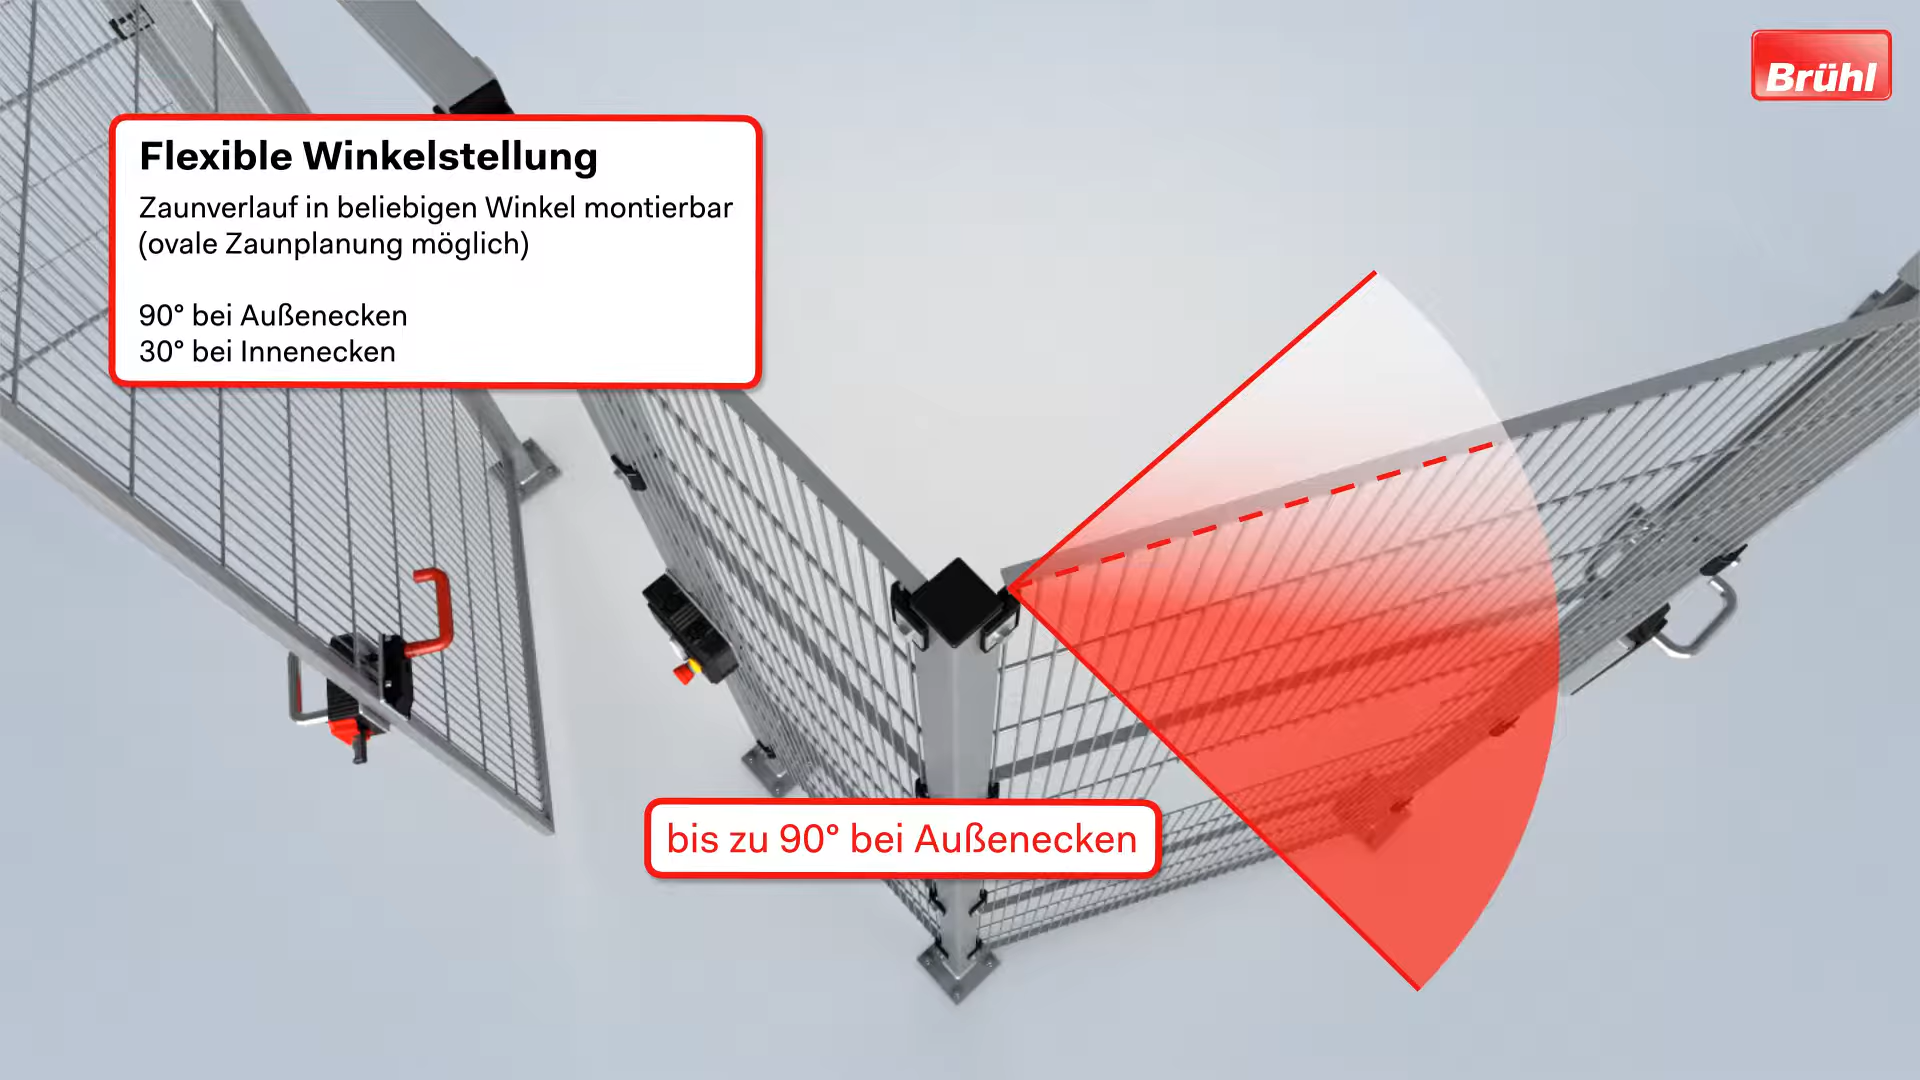 Brühl
Flexible Winkelstellung
Zaunverlauf in beliebigen Winkel montierbar
(ovale Zaunplanung möglich)
90° bei Außenecken
30° bei Innenecken
bis zu 90° bei Außenecken